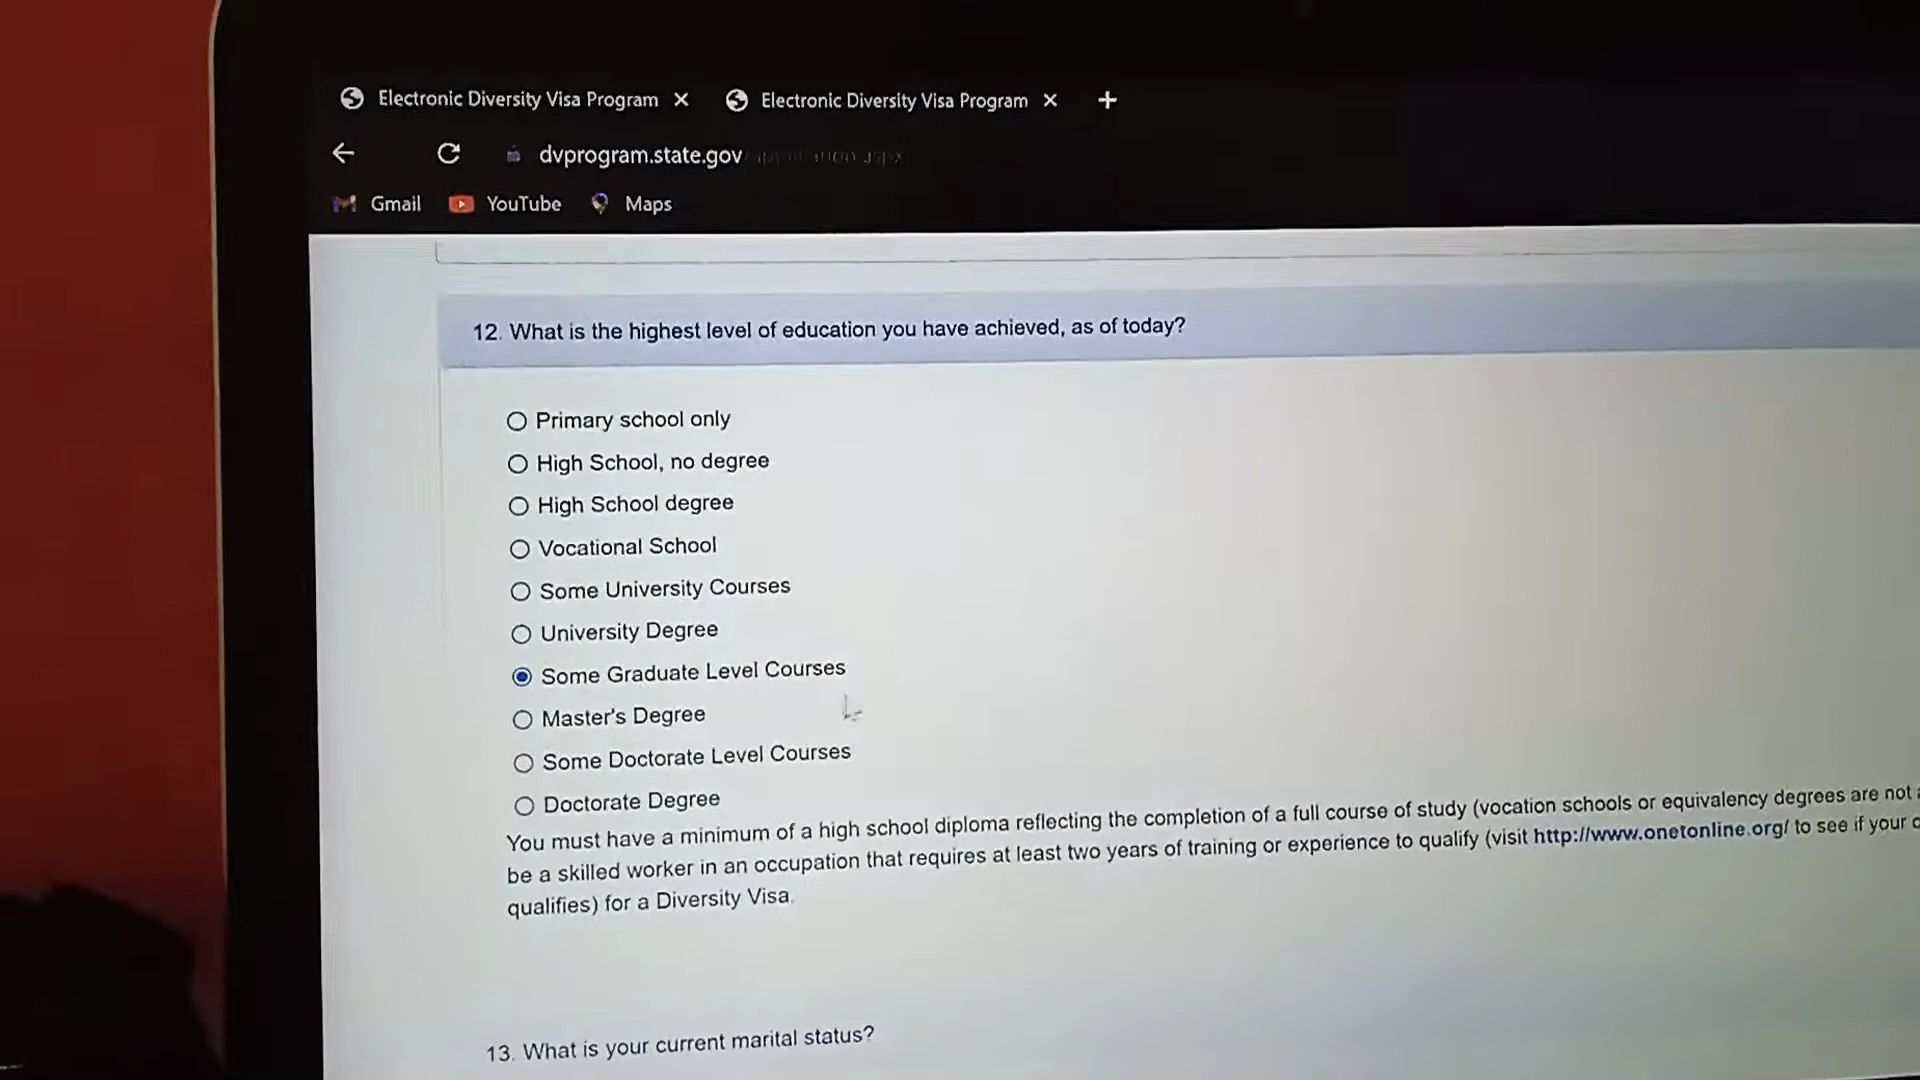 Electronic Diversity Visa Program
Electronic Diversity Visa Program
dvprogram.state.gov
Gmail YouTube Maps
12. What is the highest level of education you have achieved, as of today?
Primary school only
High School, no degree
High School degree
Vocational School
Some University Courses
University Degree
Some Graduate Level Courses
Master's Degree
Some Doctorate Level Courses
Doctorate Degree
You must have a minimum of a high school diploma reflecting the completion of a full course of study (vocation schools or equivalency degrees are not
be a skilled worker in an occupation that requires at least two years of training or experience to qualify (visit http://www.onetonline.org/ to see if your
qualifies) for a Diversity Visa.
13. What is your current marital status?